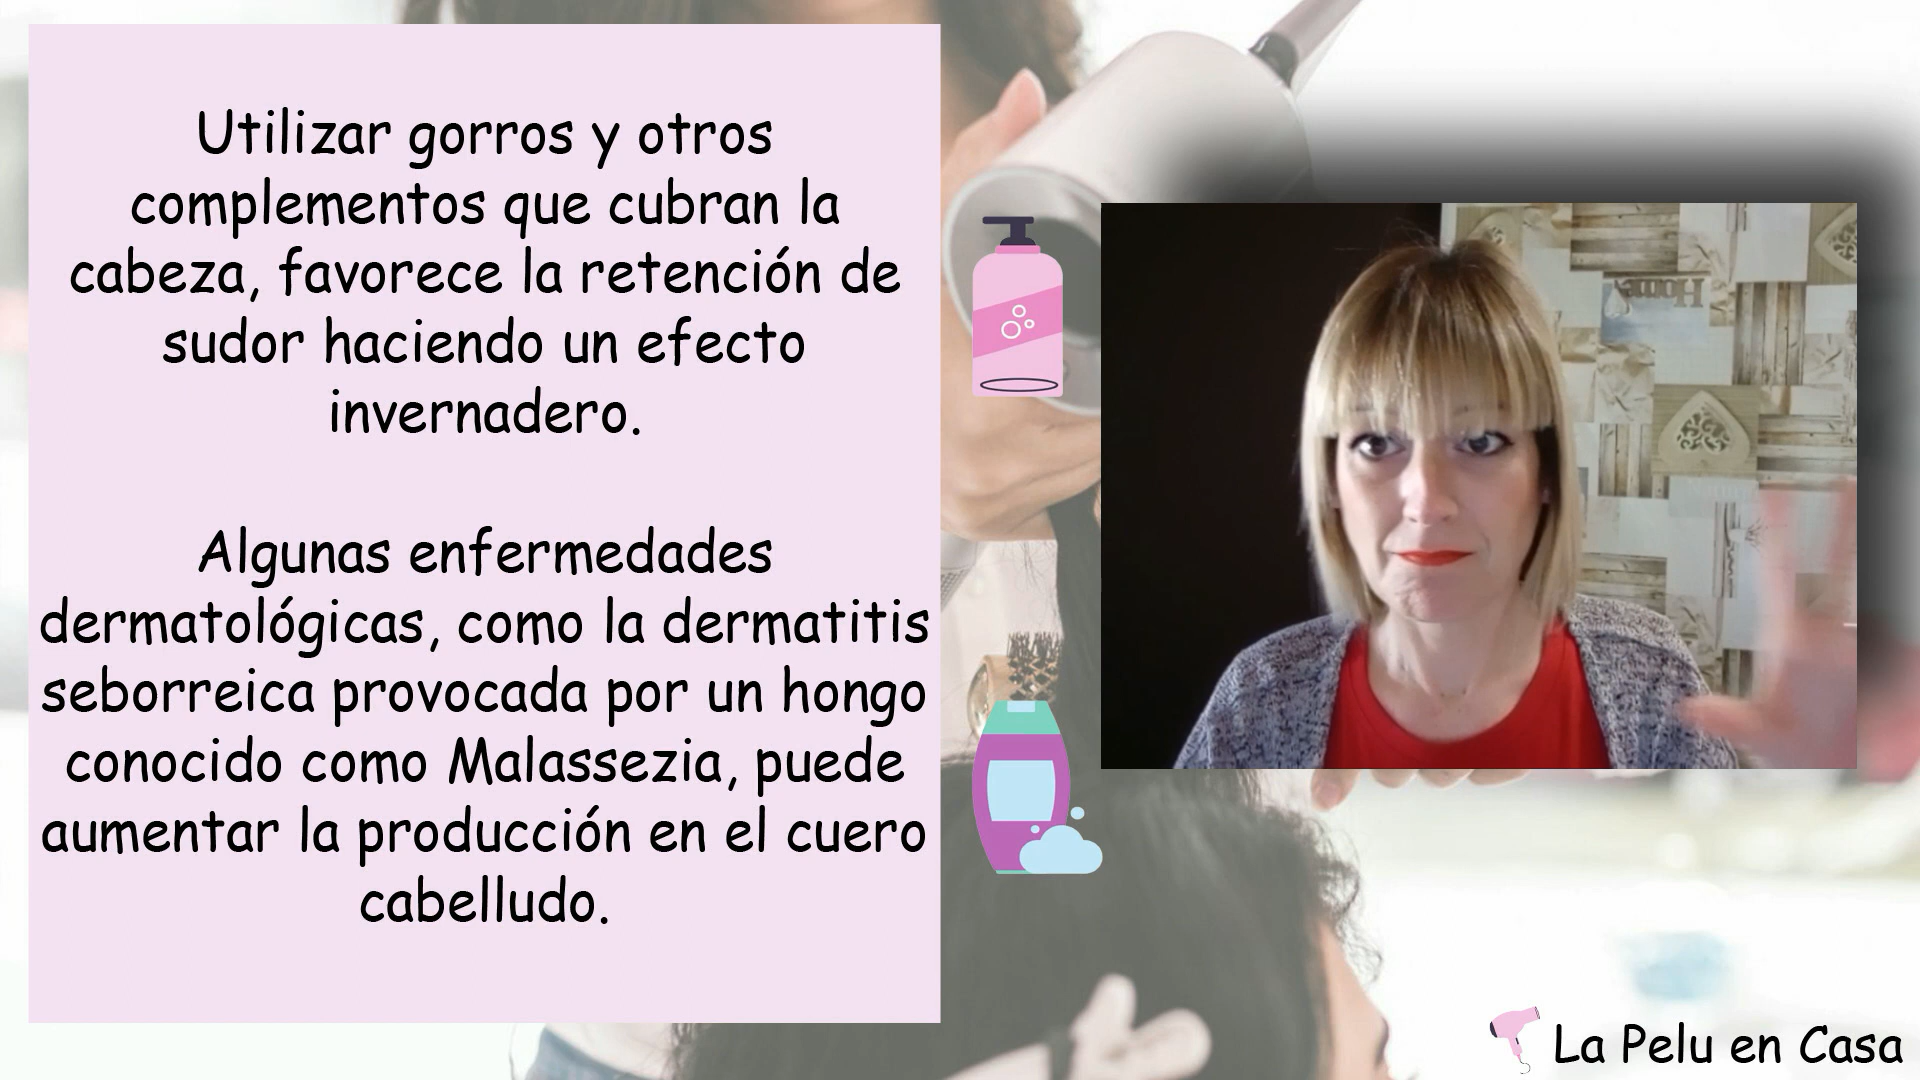 Utilizar gorros y otros
complementos que cubran la
cabeza, favorece la retención de
sudor haciendo un efecto
invernadero.
Algunas enfermedades
dermatológicas, como la dermatitis
seborreica provocada por un hongo
conocido como Malassezia, puede
aumentar la producción en el cuero
cabelludo.
La Pelu en Casa